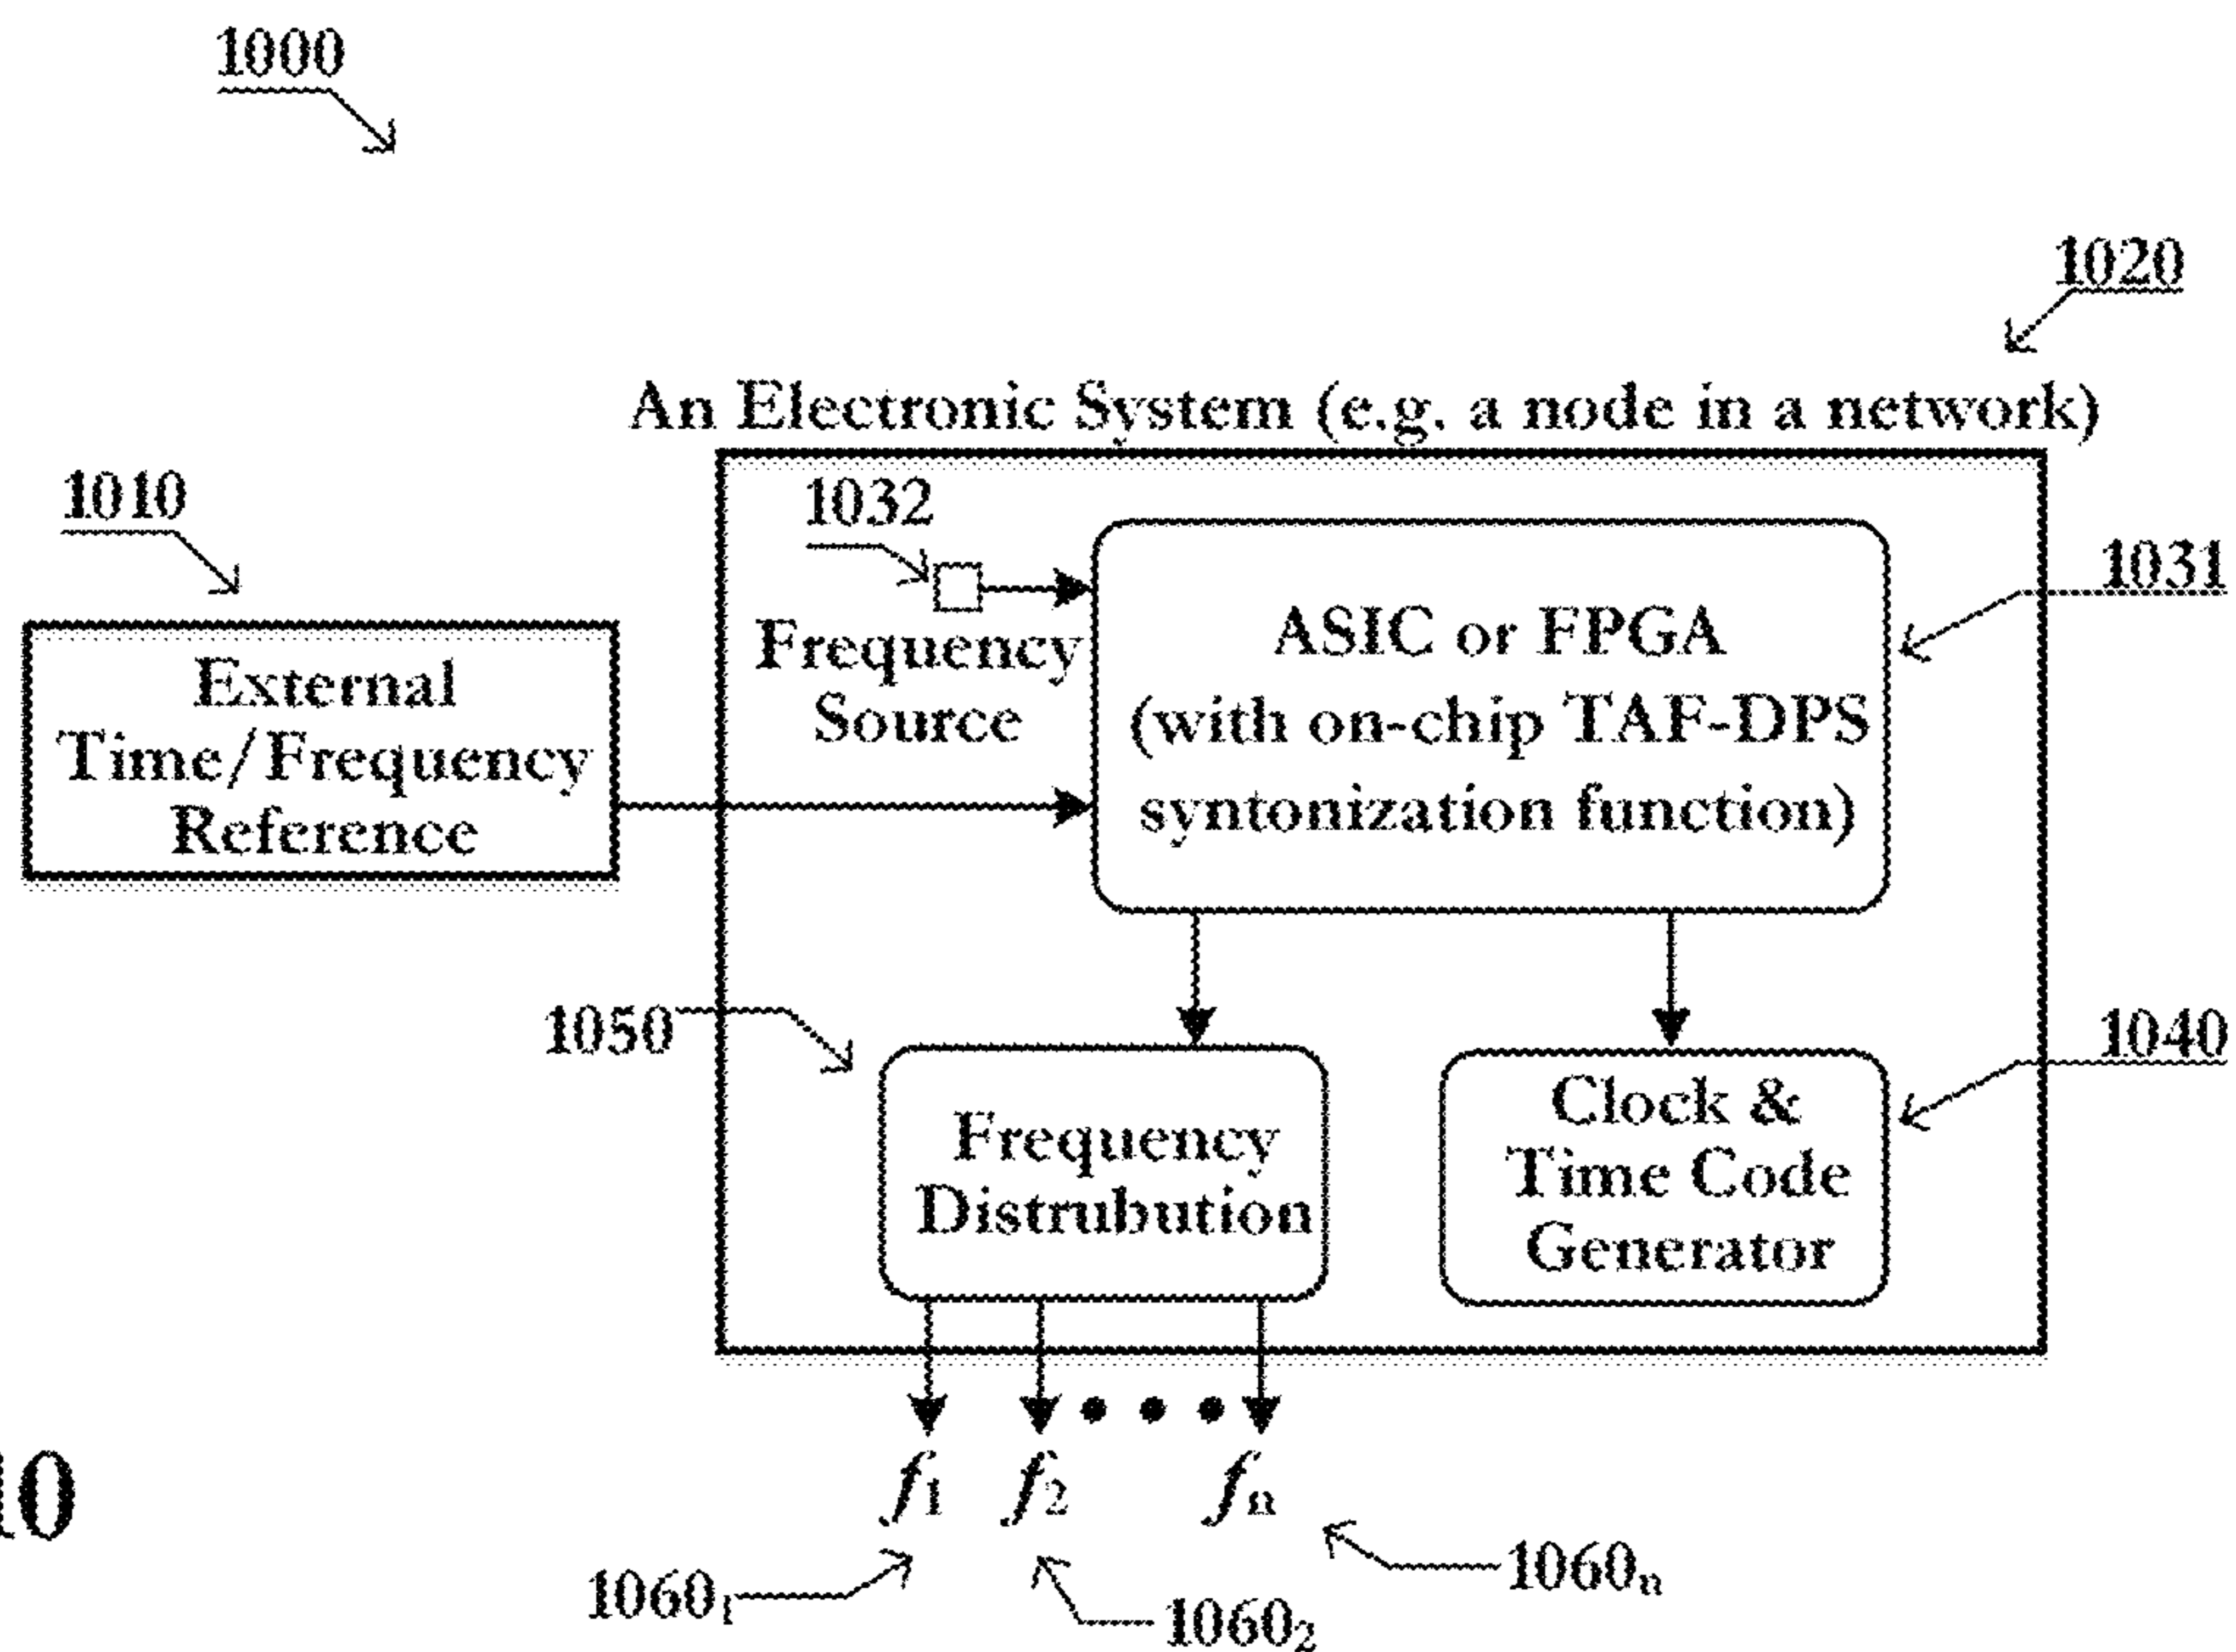 1000
1020
An Electronic System (e.g. a node in a network)
1010
1032
1031
External
Time/Frequency
Reference
Frequency
Source
ASIC or FPGA
(with on-chip TAF-DPS
syntonization function)
1050
1040
Frequency
Distrubution
Clock &
Time Code
Generator
f1 f2 fn
10
1060₁
1060₂
1060ₙ